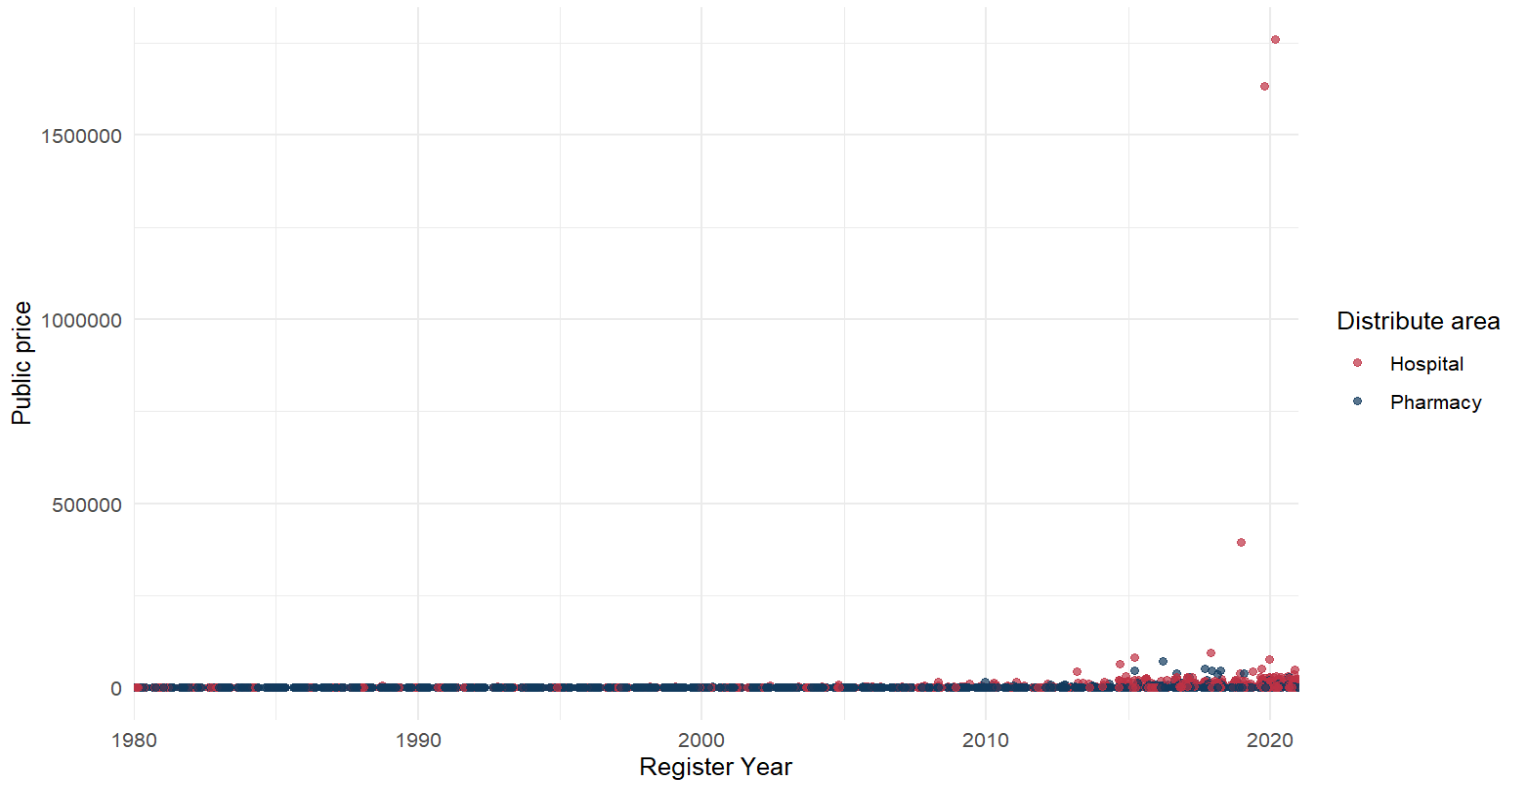 1500000
1000000
500000
0
Public price
1980 1990 2000 2010 2020
Register Year
Distribute area
Hospital
Pharmacy